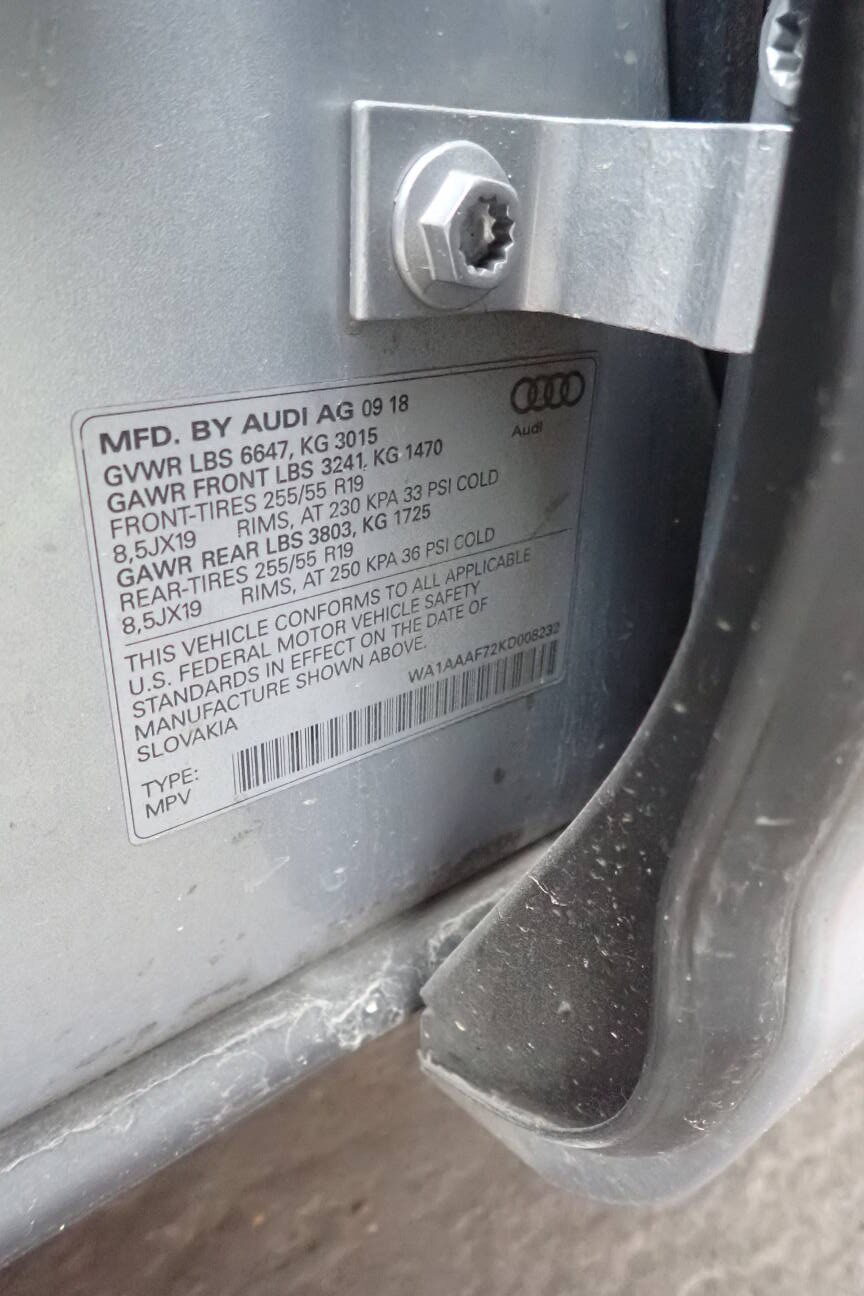 MFD. BY AUDI AG 09 18
Audi
GVWR LBS 6647, KG 3015
GAWR FRONT LBS 3241, KG 1470
FRONT-TIRES 255/55 R19
8,5JX19 RIMS, AT 230 KPA 33 PSI COLD
GAWR REAR LBS 3803, KG 1725
REAR-TIRES 255/55 R19
8,5JX19 RIMS, AT 250 KPA 36 PSI COLD
THIS VEHICLE CONFORMS TO ALL APPLICABLE
U.S. FEDERAL MOTOR VEHICLE SAFETY
STANDARDS IN EFFECT ON THE DATE OF
MANUFACTURE SHOWN ABOVE.
SLOVAKIA WA1AAAF72KD008232
TYPE:
MPV